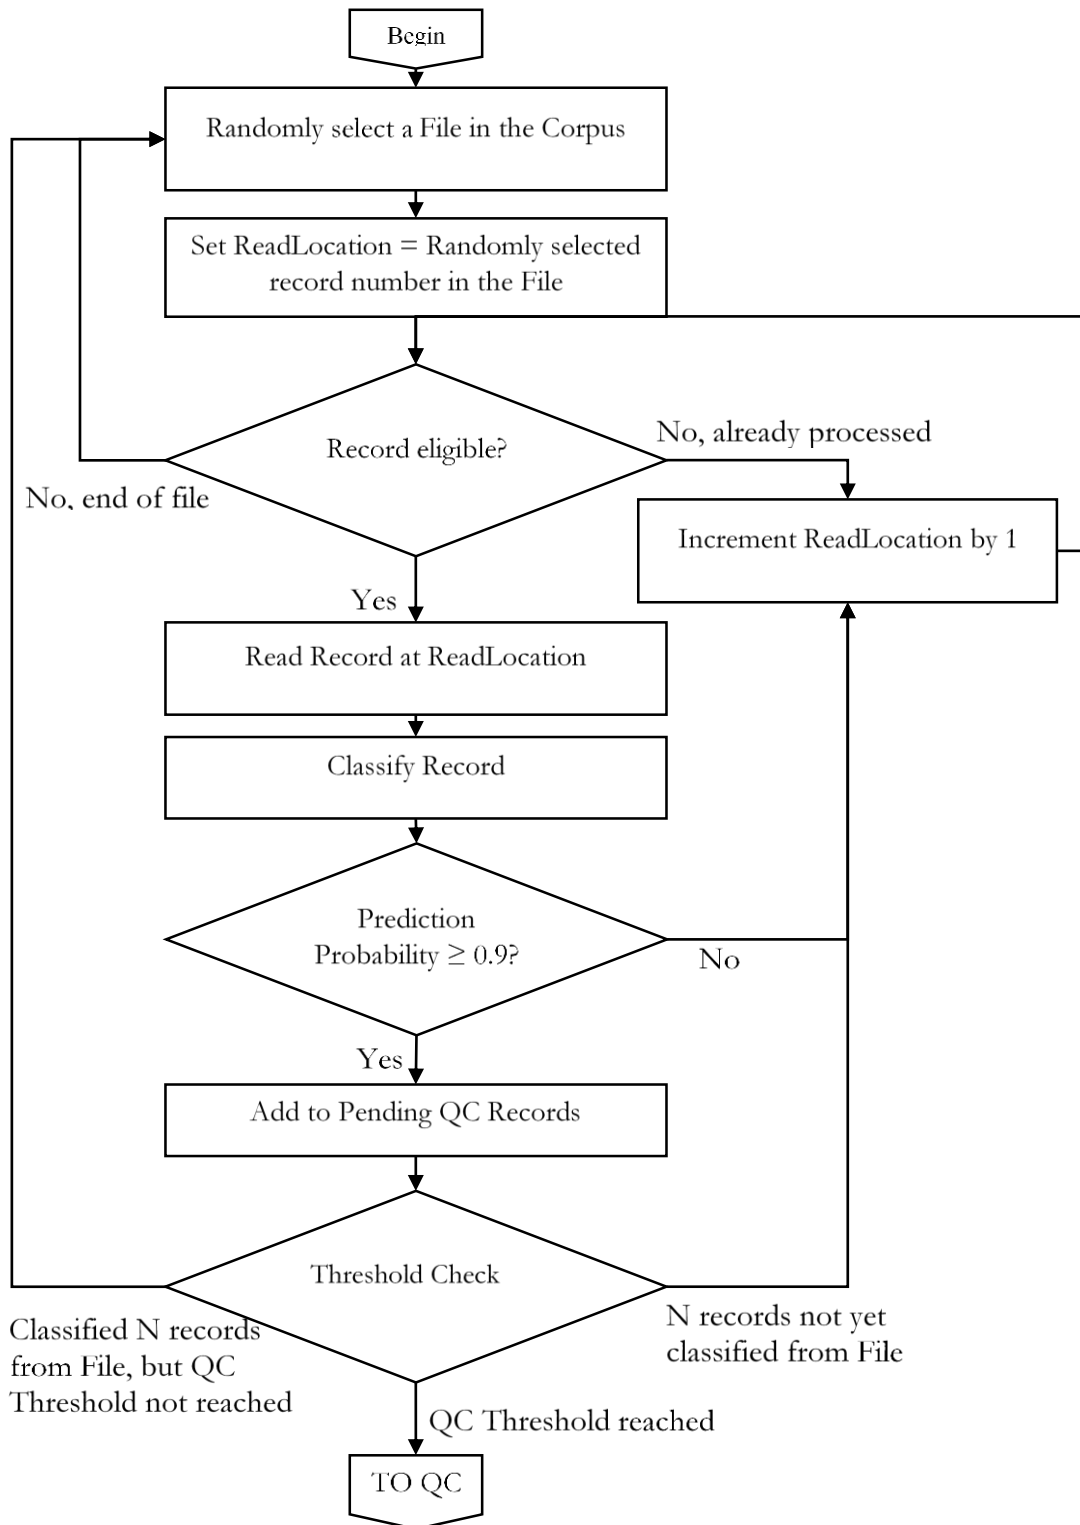 Begin
Randomly select a File in the Corpus
Set ReadLocation = Randomly selected
record number in the File
Record eligible?
No, already processed
No, end of file
Increment ReadLocation by 1
Yes
Read Record at ReadLocation
Classify Record
Prediction
Probability ≥ 0.9?
No
Yes
Add to Pending QC Records
Threshold Check
Classified N records
from File, but QC
Threshold not reached
N records not yet
classified from File
QC Threshold reached
TO QC